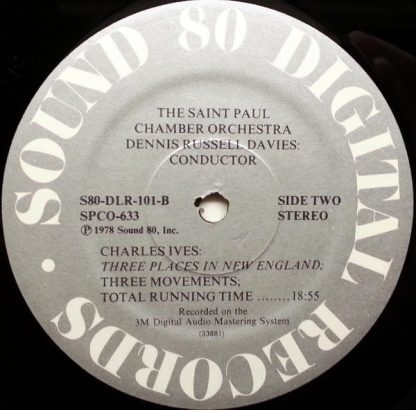 SOUND 80 DIGITAL RECORDS •
THE SAINT PAUL
CHAMBER ORCHESTRA
DENNIS RUSSELL DAVIES:
CONDUCTOR
S80-DLR-101-B SIDE TWO
SPCO-633 STEREO
Ⓟ 1978 Sound 80, Inc.
CHARLES IVES:
THREE PLACES IN NEW ENGLAND;
THREE MOVEMENTS;
TOTAL RUNNING TIME ........18:55
Recorded on the
3M Digital Audio Mastering System
(33881)